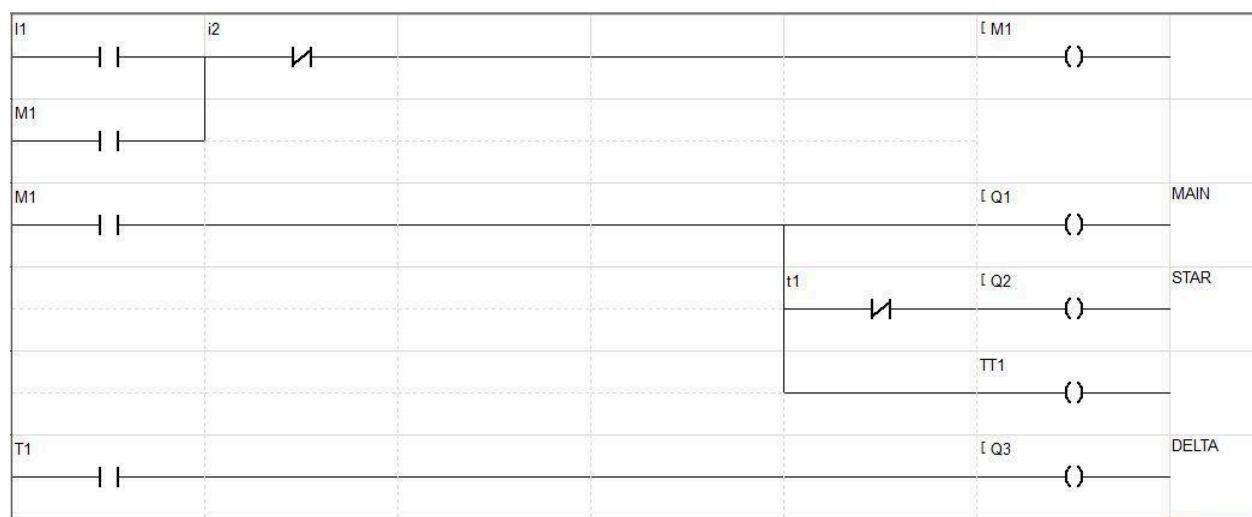 I1 i2 [ M1
M1
M1 [ Q1 MAIN
t1 [ Q2 STAR
TT1
T1 [ Q3 DELTA